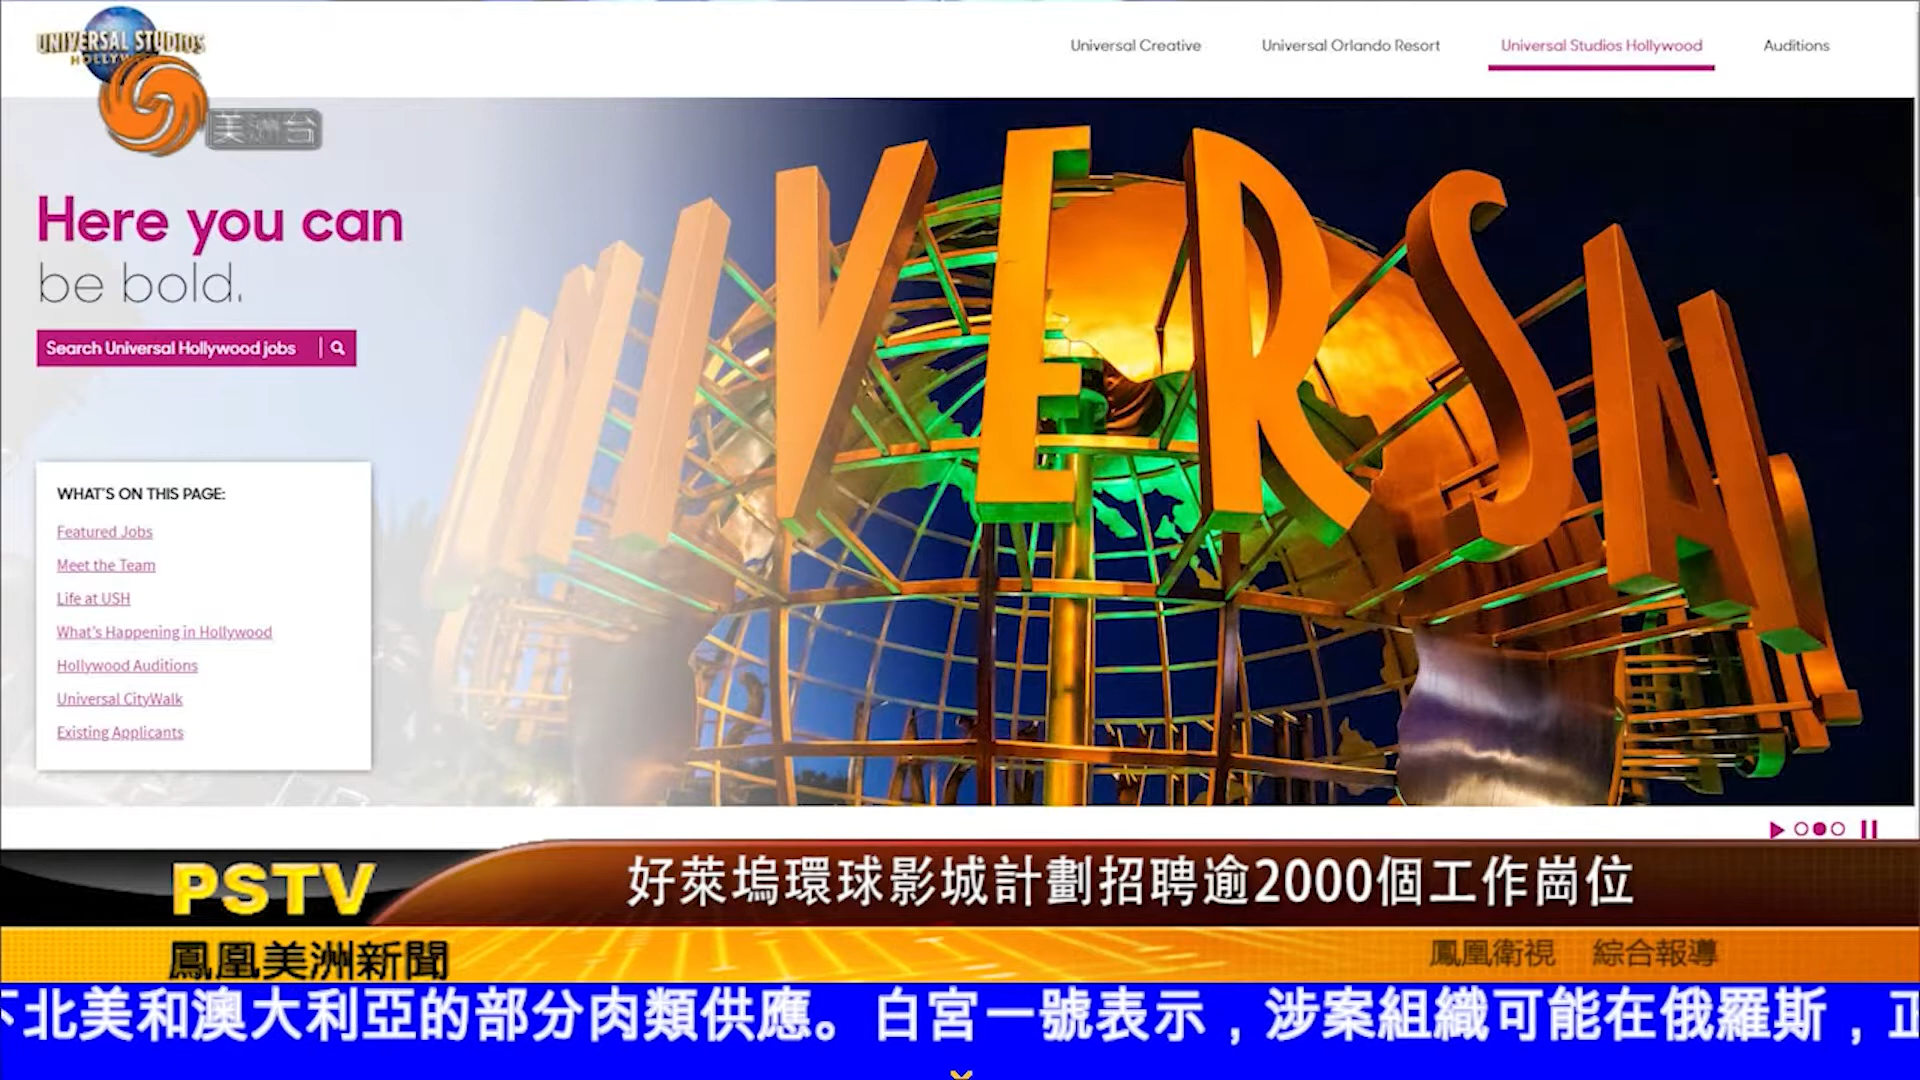 UNIVERSAL STUDIOS
HOLLYWOOD
美洲台
Universal Creative
Universal Orlando Resort
Universal Studios Hollywood
Auditions
Here you can
be bold.
Search Universal Hollywood jobs
UNIVERSAL
WHAT'S ON THIS PAGE:
Featured Jobs
Meet the Team
Life at USH
What's Happening in Hollywood
Hollywood Auditions
Universal CityWalk
Existing Applicants
PSTV
好萊塢環球影城計劃招聘逾2000個工作崗位
鳳凰美洲新聞
鳳凰衛視 綜合報導
北美和澳大利亞的部分肉類供應。白宮一號表示，涉案組織可能在俄羅斯，正